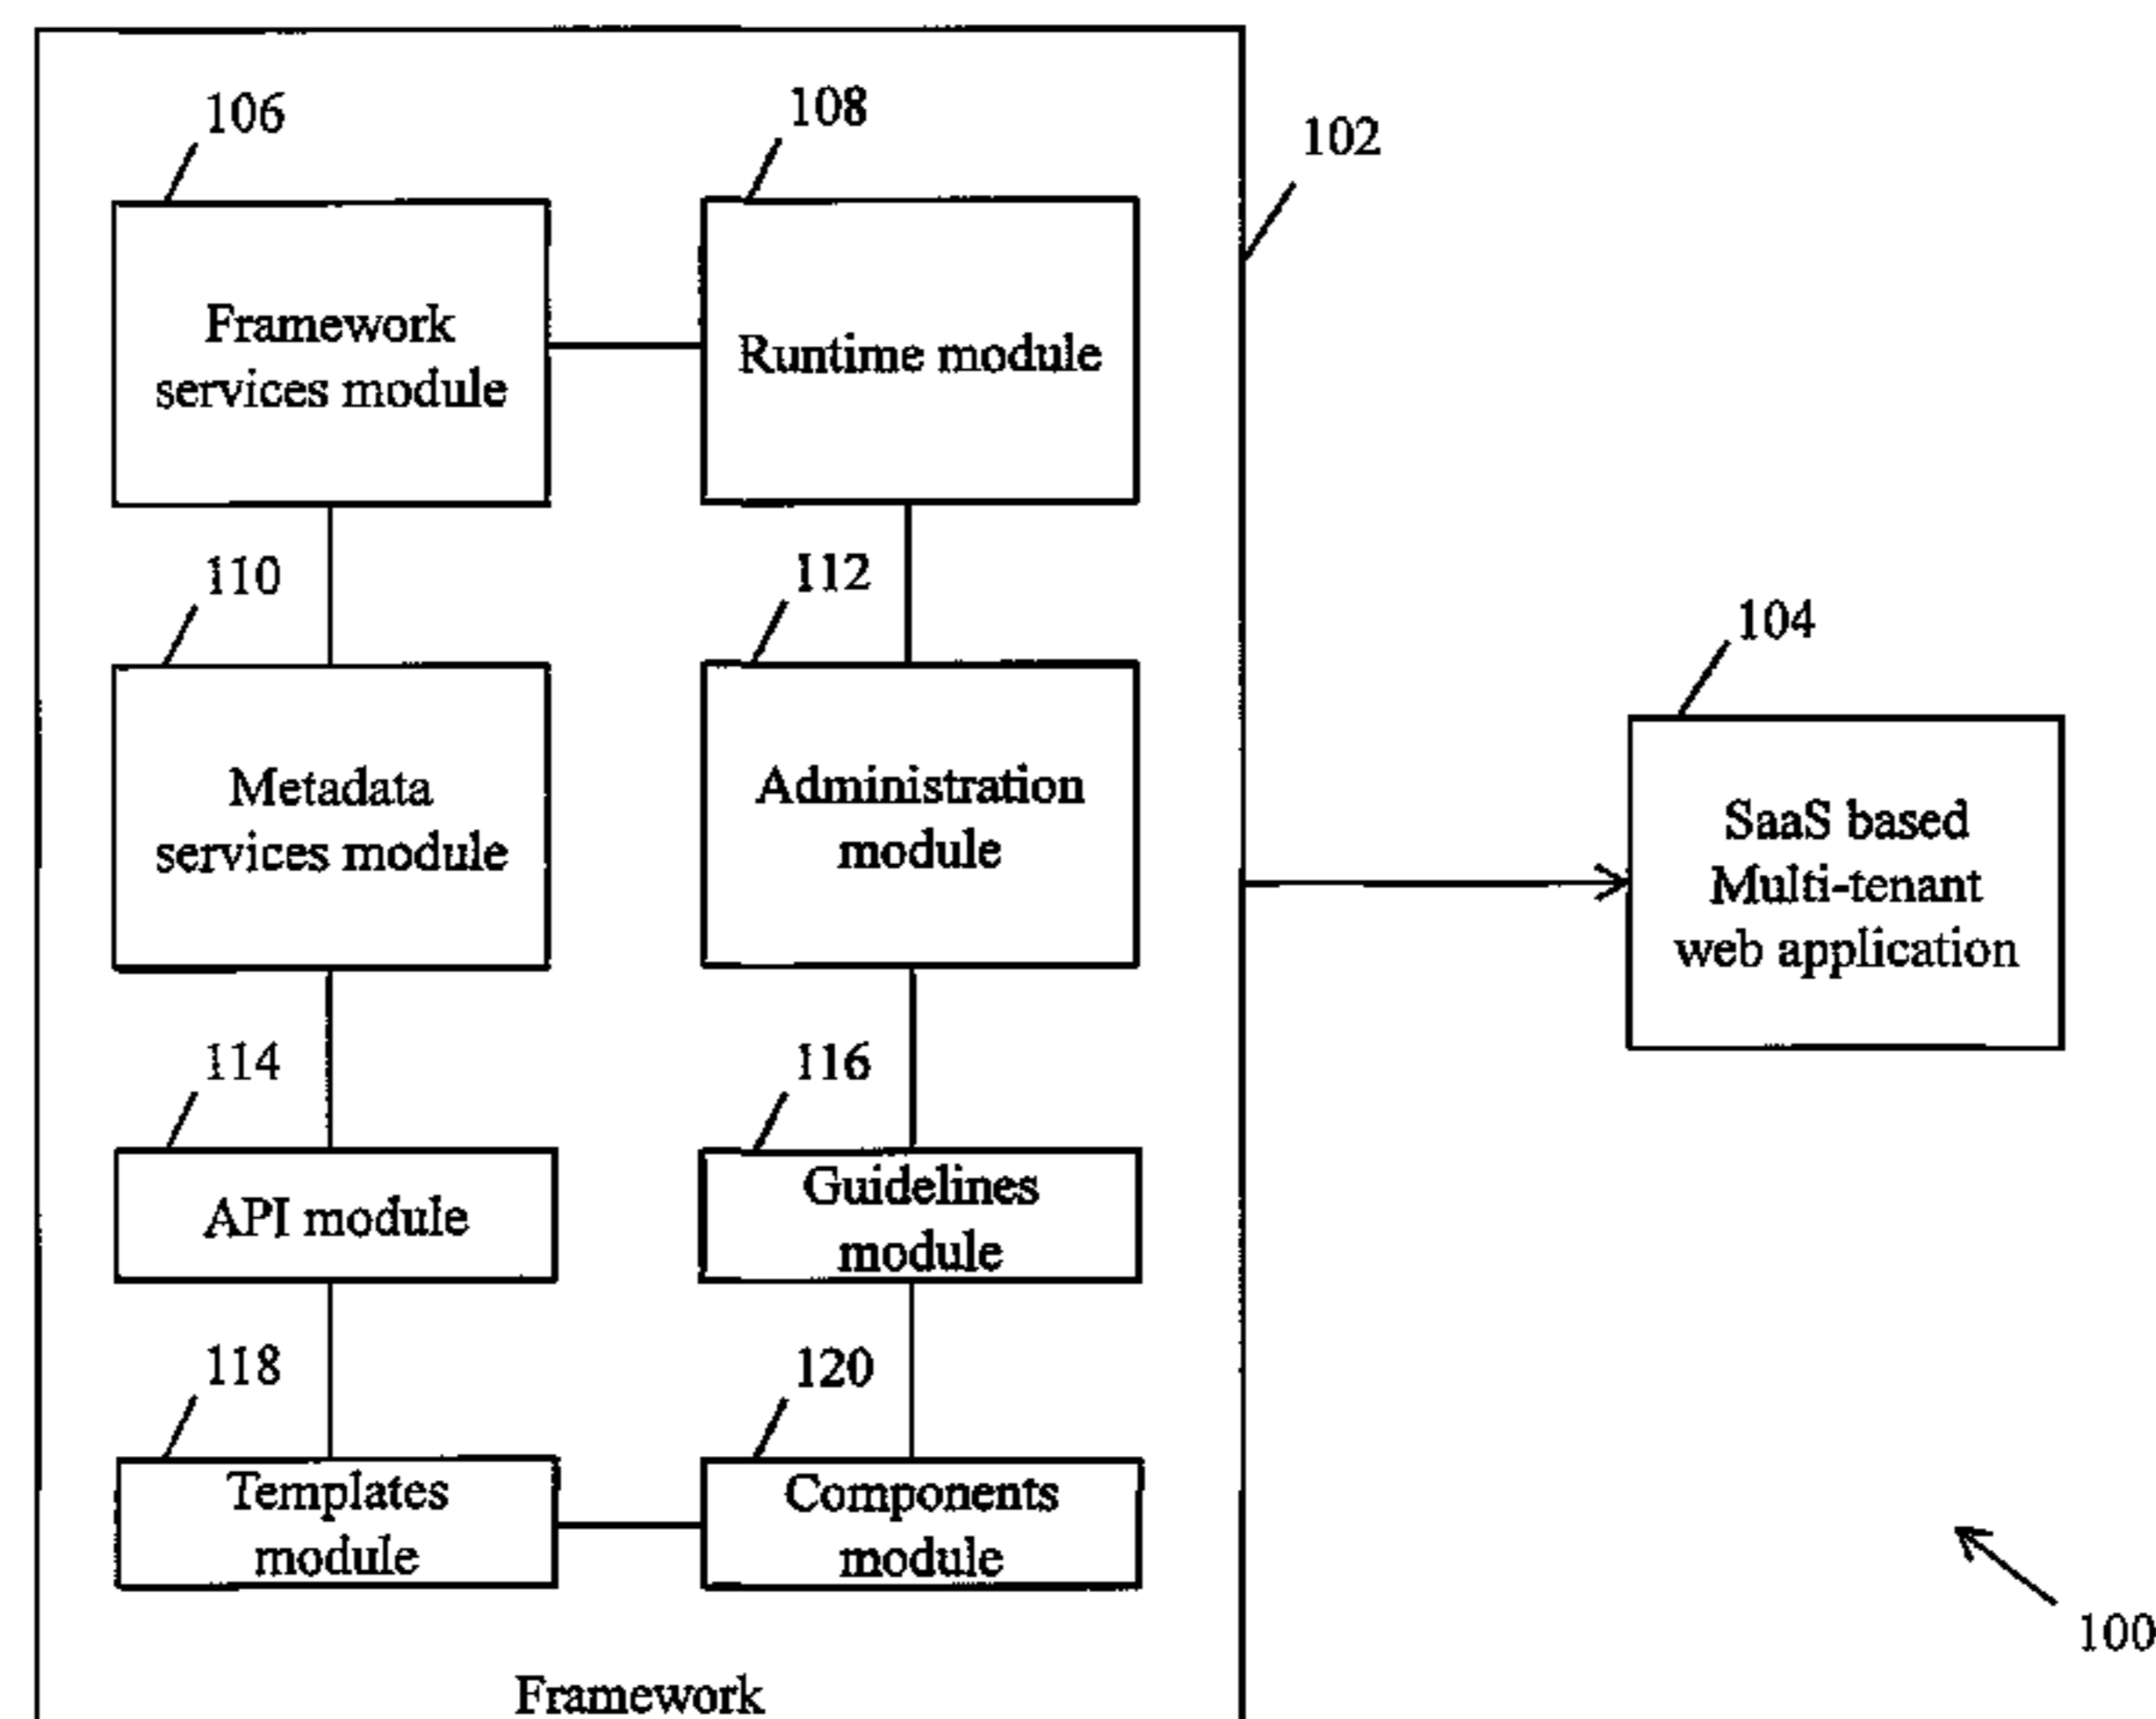 106
108
102
Framework
services module
Runtime module
110
112
104
Metadata
services module
Administration
module
SaaS based
Multi-tenant
web application
114
116
API module
Guidelines
module
118
120
Templates
module
Components
module
100
Framework